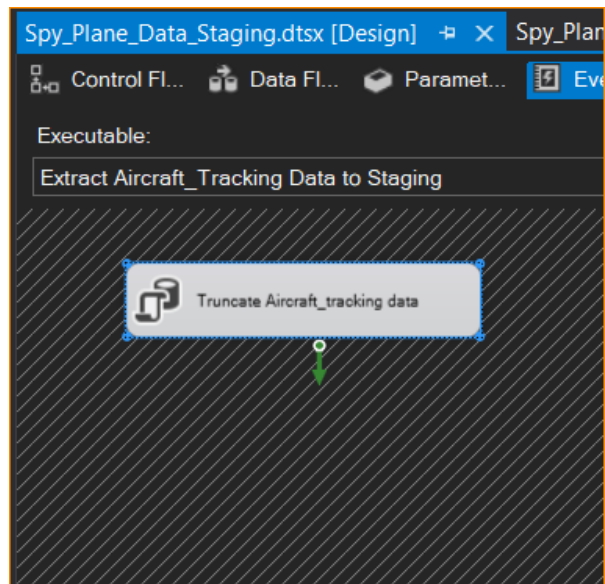 Spy_Plane_Data_Staging.dtsx [Design] Spy_Plan
Control Fl... Data Fl... Paramet... Eve
Executable:
Extract Aircraft_Tracking Data to Staging
Truncate Aircraft_tracking data